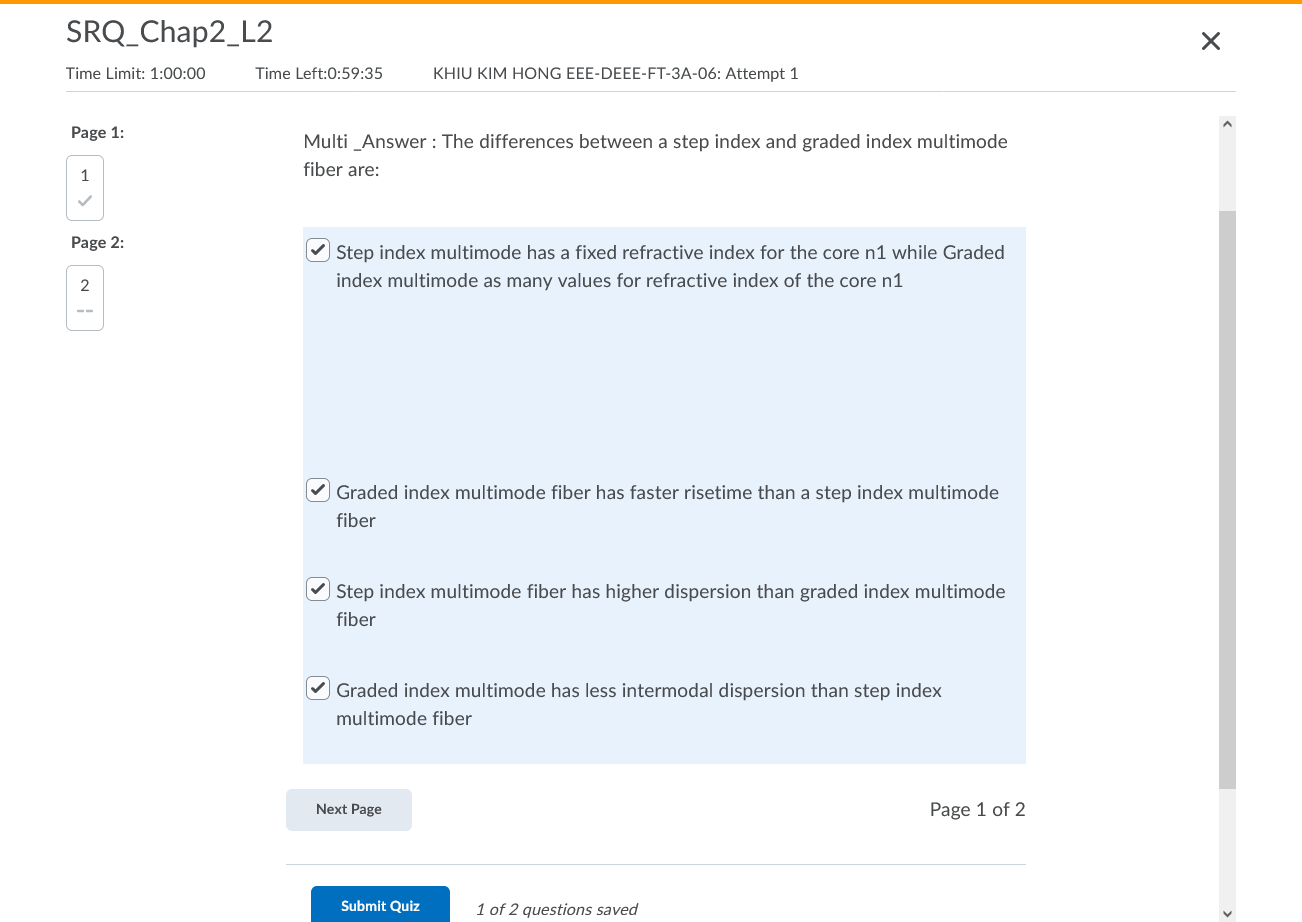 SRQ_Chap2_L2
Time Limit: 1:00:00 Time Left:0:59:35 KHIU KIM HONG EEE-DEEE-FT-3A-06: Attempt 1
Page 1:
1
Page 2:
2
--
Multi _Answer : The differences between a step index and graded index multimode
fiber are:
Step index multimode has a fixed refractive index for the core n1 while Graded
index multimode as many values for refractive index of the core n1
Graded index multimode fiber has faster risetime than a step index multimode
fiber
Step index multimode fiber has higher dispersion than graded index multimode
fiber
Graded index multimode has less intermodal dispersion than step index
multimode fiber
Next Page
Page 1 of 2
Submit Quiz
1 of 2 questions saved